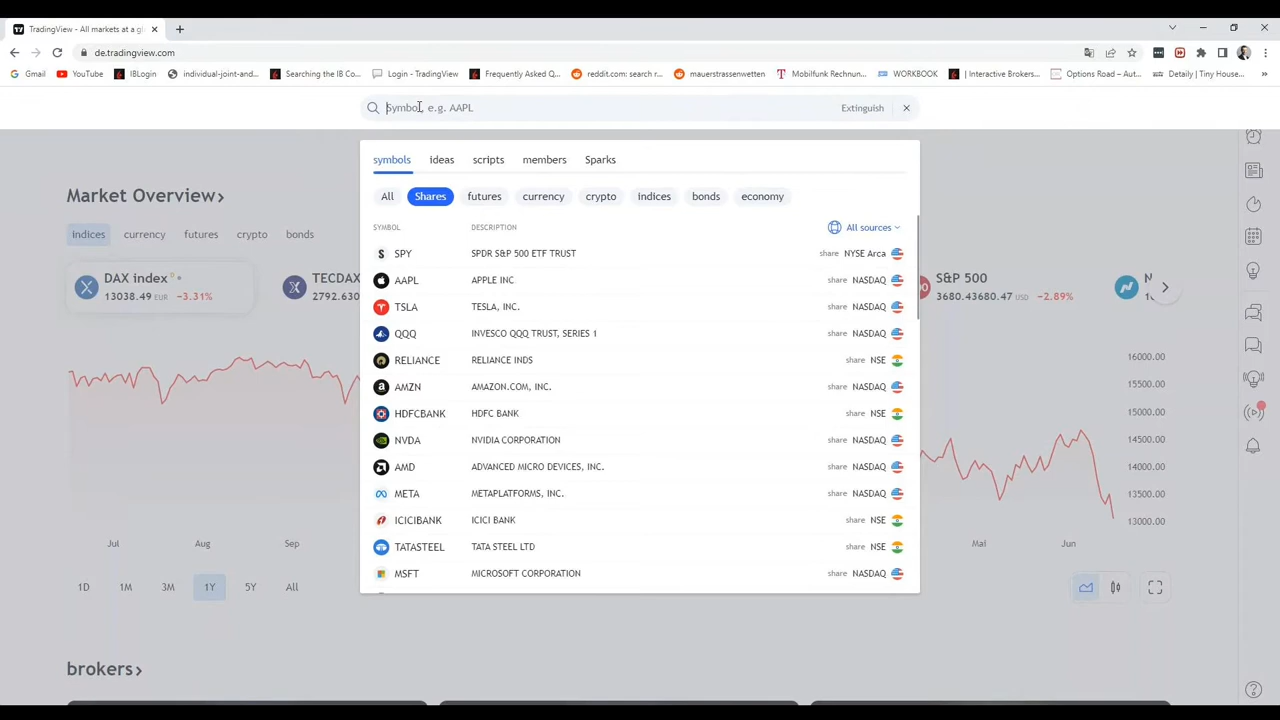 TradingView - All markets at a gl
de.tradingview.com
Gmail
YouTube
IBLogin
individual-joint-and...
Searching the IB Co...
Login - TradingView
Frequently Asked Q...
reddit.com: search r...
mauerstrassenwetten
Mobilfunk Rechnun...
WORKBOOK
| Interactive Brokers...
Options Road – Aut...
Detaily | Tiny House...
Symbol, e.g. AAPL
Extinguish
symbols
ideas
scripts
members
Sparks
All
Shares
futures
currency
crypto
indices
bonds
economy
SYMBOL
DESCRIPTION
All sources
SPY SPDR S&P 500 ETF TRUST share NYSE Arca
AAPL APPLE INC share NASDAQ
TSLA TESLA, INC. share NASDAQ
QQQ INVESCO QQQ TRUST, SERIES 1 share NASDAQ
RELIANCE RELIANCE INDS share NSE
AMZN AMAZON.COM, INC. share NASDAQ
HDFCBANK HDFC BANK share NSE
NVDA NVIDIA CORPORATION share NASDAQ
AMD ADVANCED MICRO DEVICES, INC. share NASDAQ
META METAPLATFORMS, INC. share NASDAQ
ICICIBANK ICICI BANK share NSE
TATASTEEL TATA STEEL LTD share NSE
MSFT MICROSOFT CORPORATION share NASDAQ
Market Overview
indices
currency
futures
crypto
bonds
DAX index D
13038.49 EUR −3.31%
TECDAX
2792.630
S&P 500
3680.43680.47 USD −2.89%
16000.00
15500.00
15000.00
14500.00
14000.00
13500.00
13000.00
Jul
Aug
Sep
Mai
Jun
1D
1M
3M
1Y
5Y
All
brokers